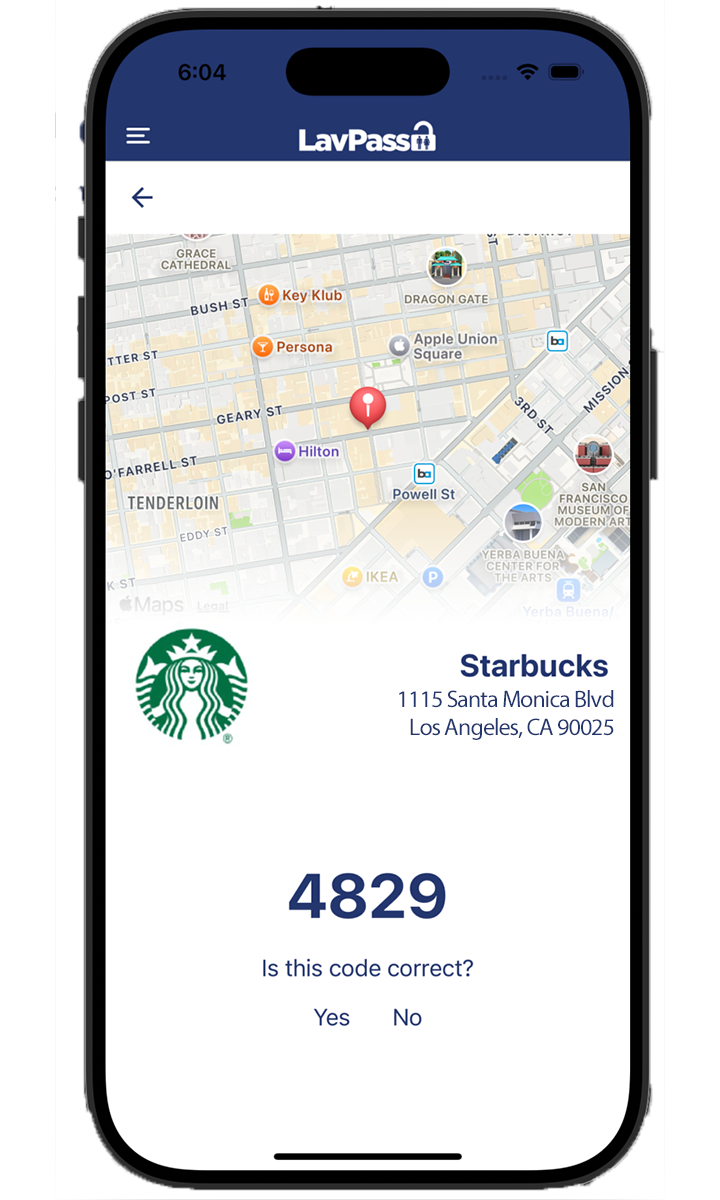 6:04
LavPass
GRACE
CATHEDRAL
DRAGON GATE
BUSH ST
Key Klub
Persona
Apple Union
Square
ba
POST ST
GEARY ST
3RD ST
MISSION
Hilton
O'FARRELL ST
ba
Powell St
SAN
FRANCISCO
MUSEUM OF
MODERN ART
TENDERLOIN
EDDY ST
YERBA BUENA
CENTER FOR
THE ARTS
IKEA
P
Yerba Buena/
Maps Legal
Starbucks
1115 Santa Monica Blvd
Los Angeles, CA 90025
®
4829
Is this code correct?
Yes No